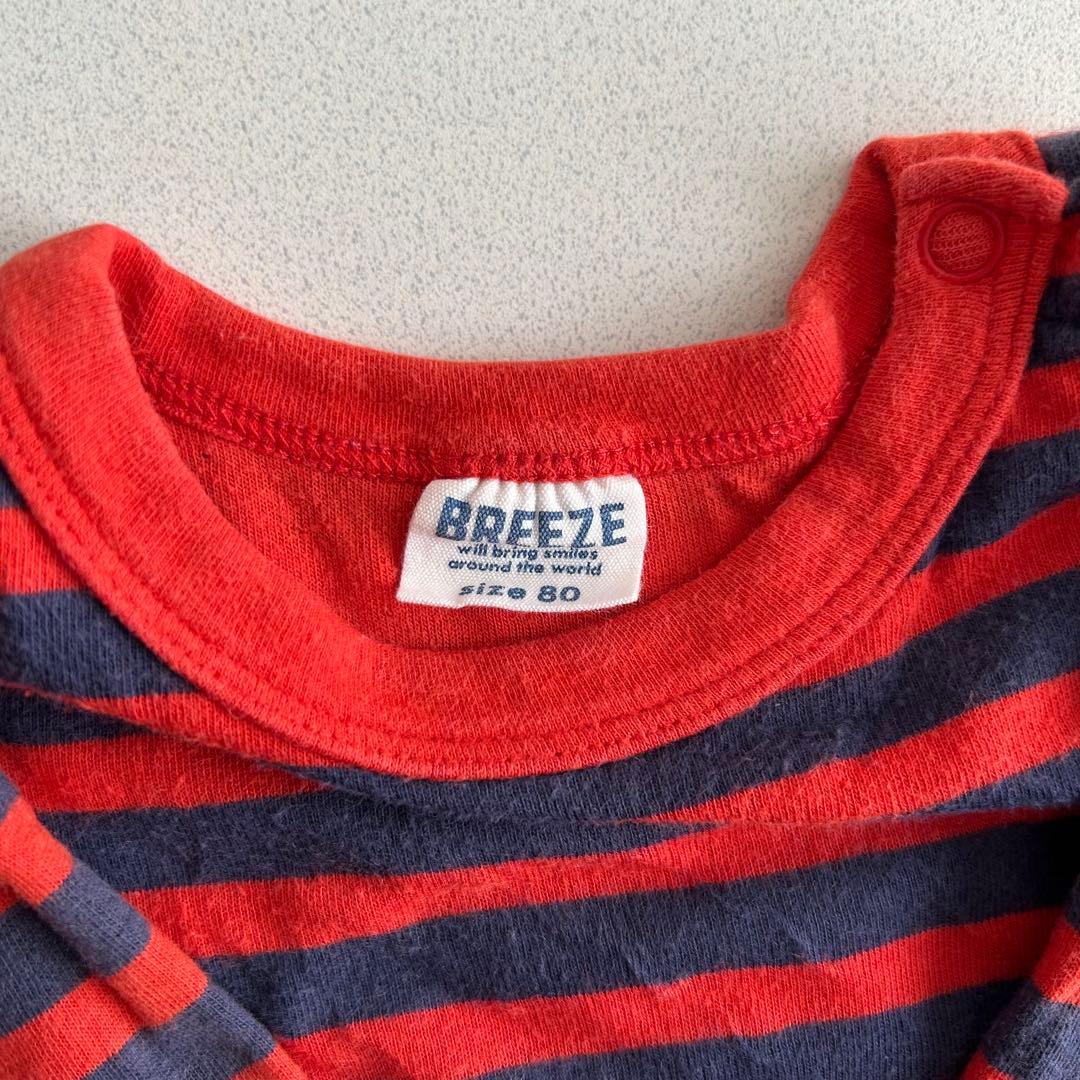 BREEZE
will bring smiles
around the world
size 80